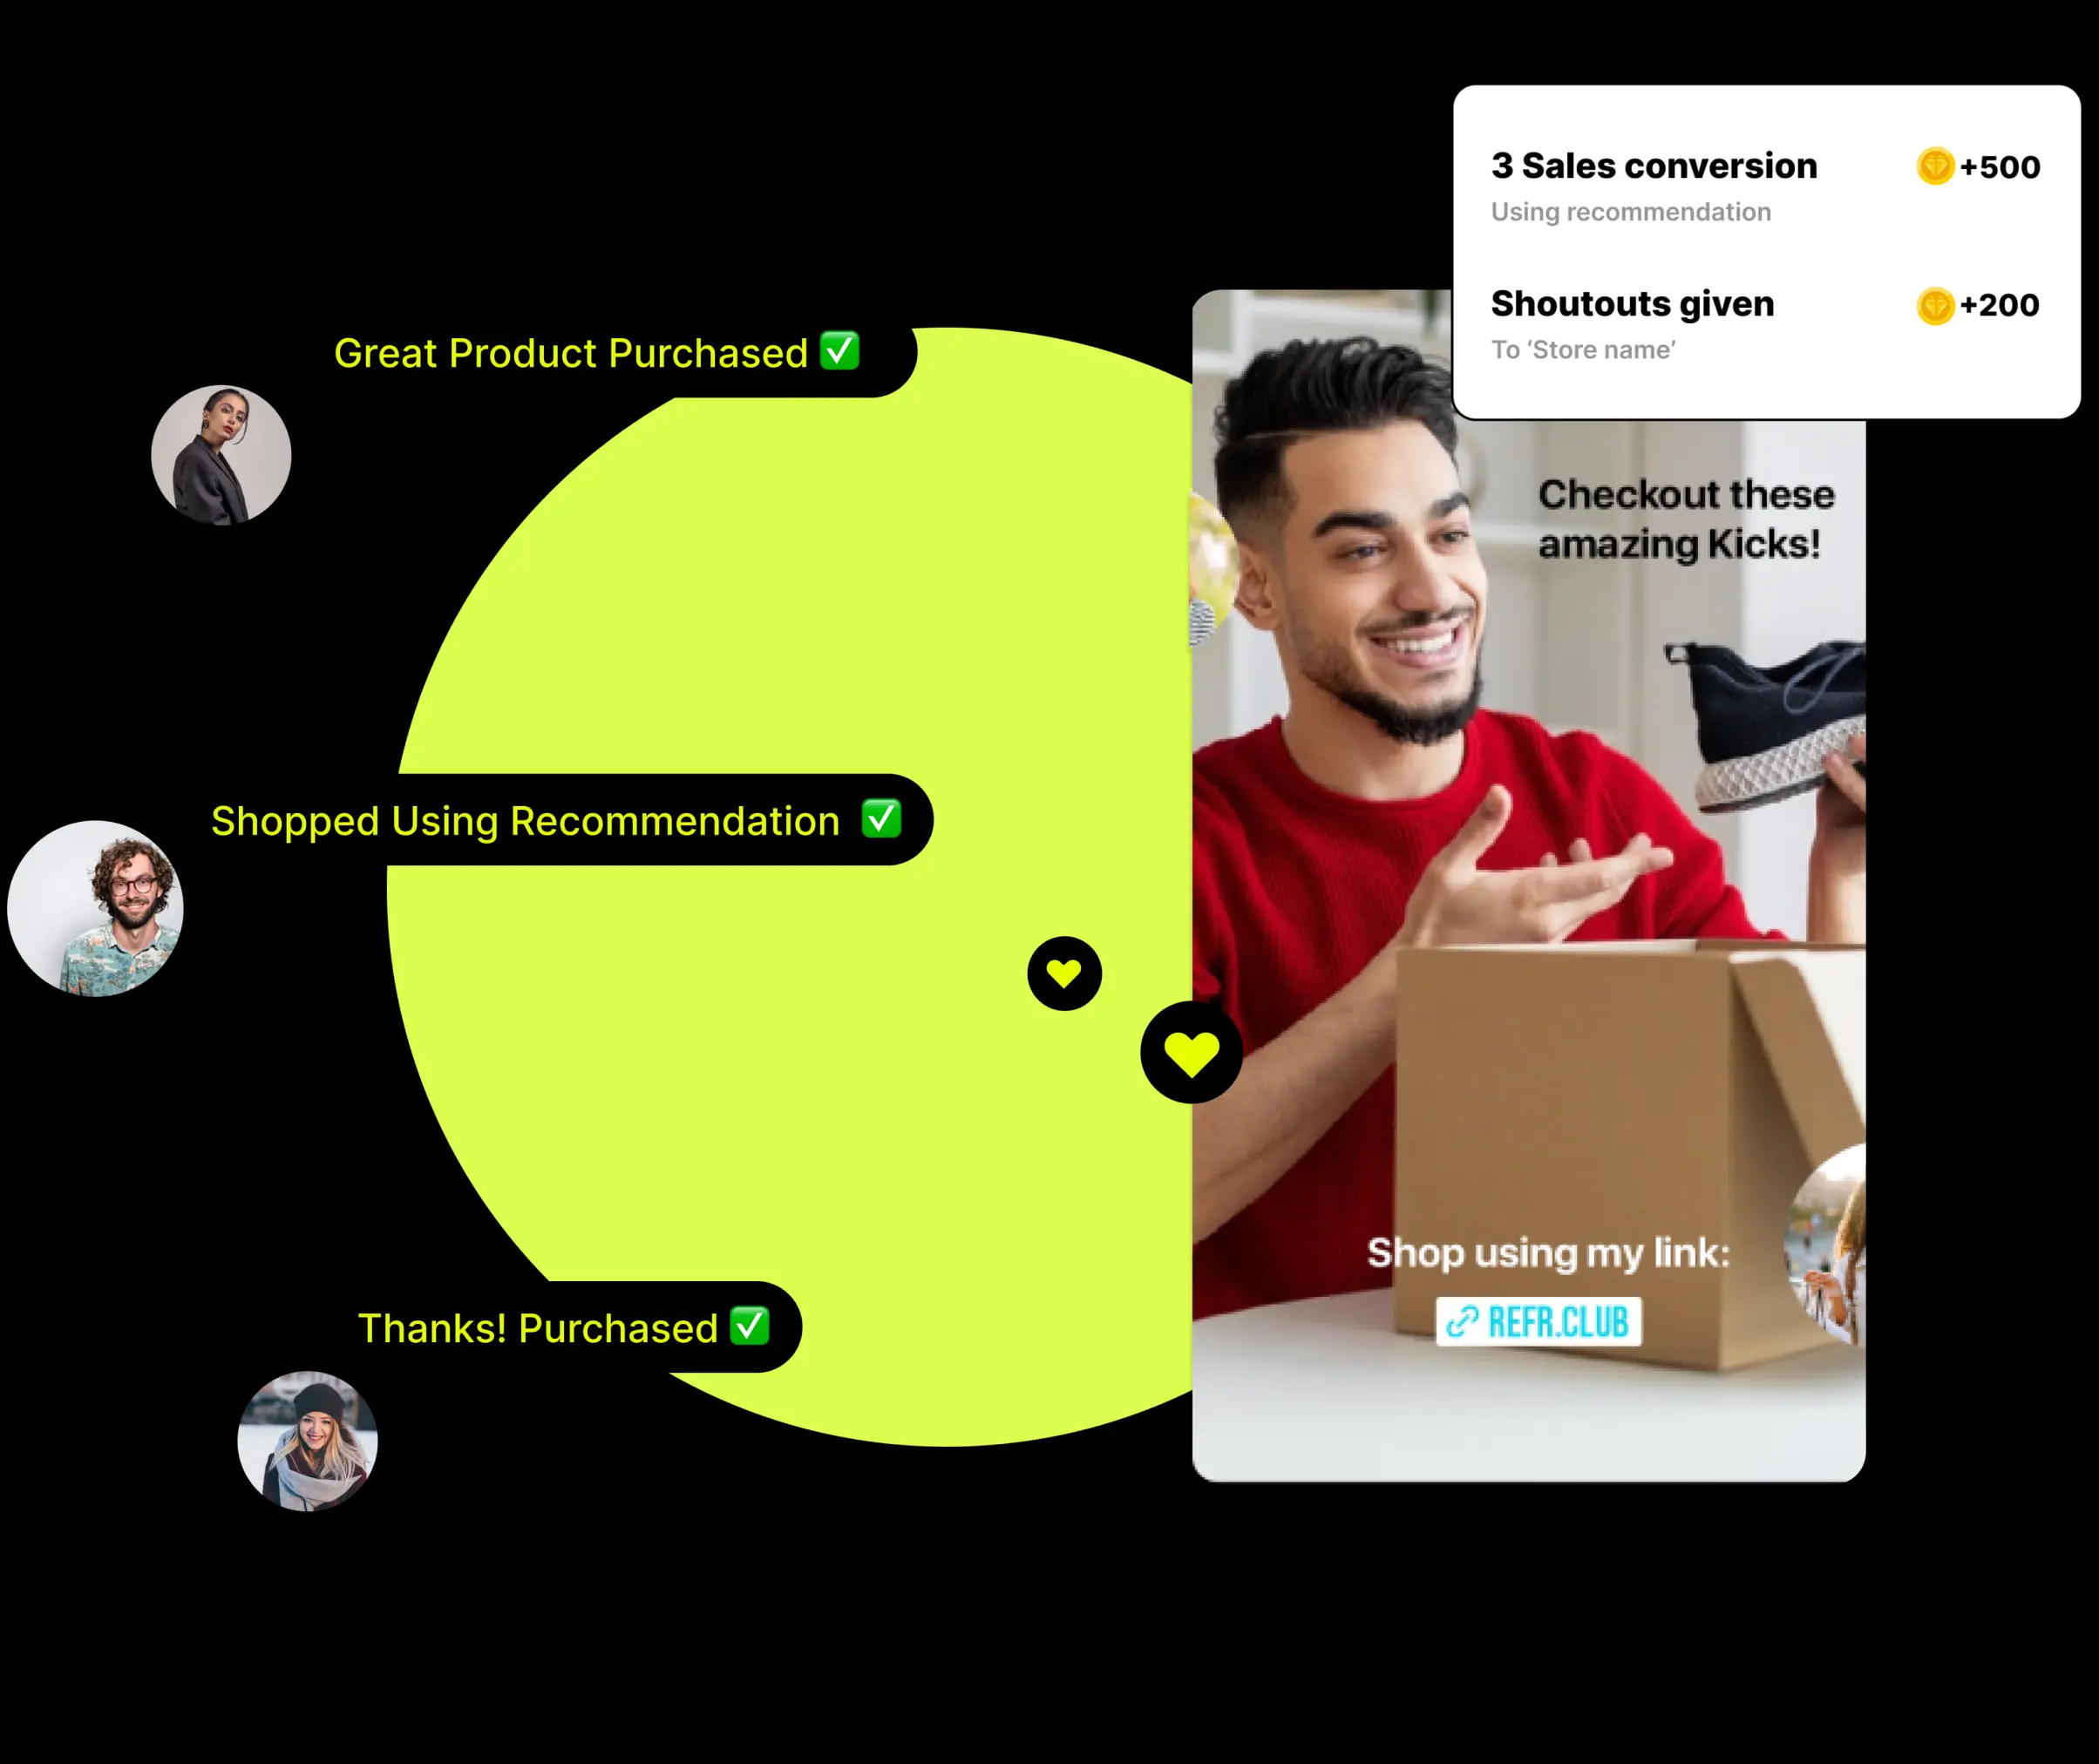 3 Sales conversion +500
Using recommendation
Shoutouts given +200
To ‘Store name’
Great Product Purchased ✅
Checkout these
amazing Kicks!
Shopped Using Recommendation ✅
Shop using my link:
REFR.CLUB
Thanks! Purchased ✅